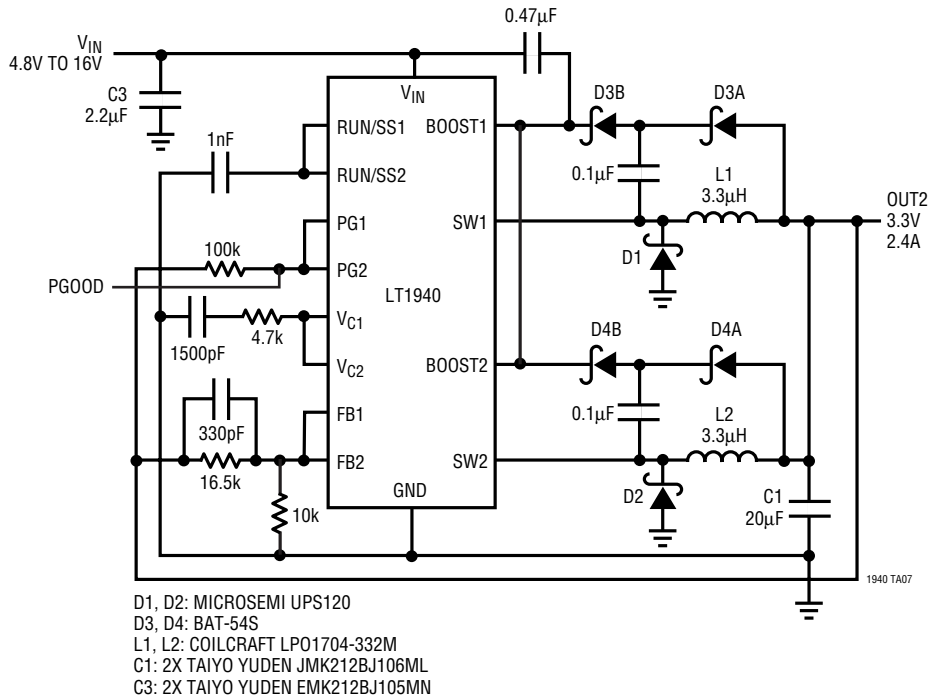 0.47µF
VIN
4.8V TO 16V
C3
2.2µF
VIN
D3B
D3A
RUN/SS1
BOOST1
1nF
0.1µF
L1
3.3µH
RUN/SS2
OUT2
3.3V
2.4A
PG1
SW1
100k
D1
PG2
PGOOD
LT1940
VC1
D4B
D4A
1500pF
4.7k
VC2
BOOST2
0.1µF
L2
3.3µH
330pF
FB1
16.5k
FB2
SW2
GND
D2
C1
20µF
10k
1940 TA07
D1, D2: MICROSEMI UPS120
D3, D4: BAT-54S
L1, L2: COILCRAFT LPO1704-332M
C1: 2X TAIYO YUDEN JMK212BJ106ML
C3: 2X TAIYO YUDEN EMK212BJ105MN